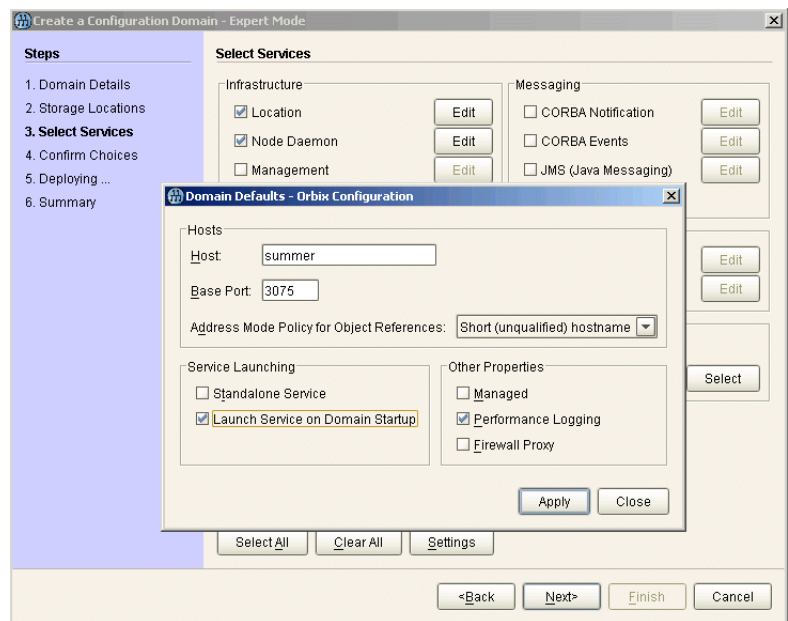 Create a Configuration Domain - Expert Mode
Steps
1. Domain Details
2. Storage Locations
3. Select Services
4. Confirm Choices
5. Deploying ...
6. Summary
Select Services
Infrastructure
Location Edit
Node Daemon Edit
Management Edit
Messaging
CORBA Notification Edit
CORBA Events Edit
JMS (Java Messaging) Edit
Edit
Edit
Select
Domain Defaults - Orbix Configuration
Hosts
Host: summer
Base Port: 3075
Address Mode Policy for Object References: Short (unqualified) hostname
Service Launching
Standalone Service
Launch Service on Domain Startup
Other Properties
Managed
Performance Logging
Firewall Proxy
Apply Close
Select All Clear All Settings
<Back Next> Finish Cancel